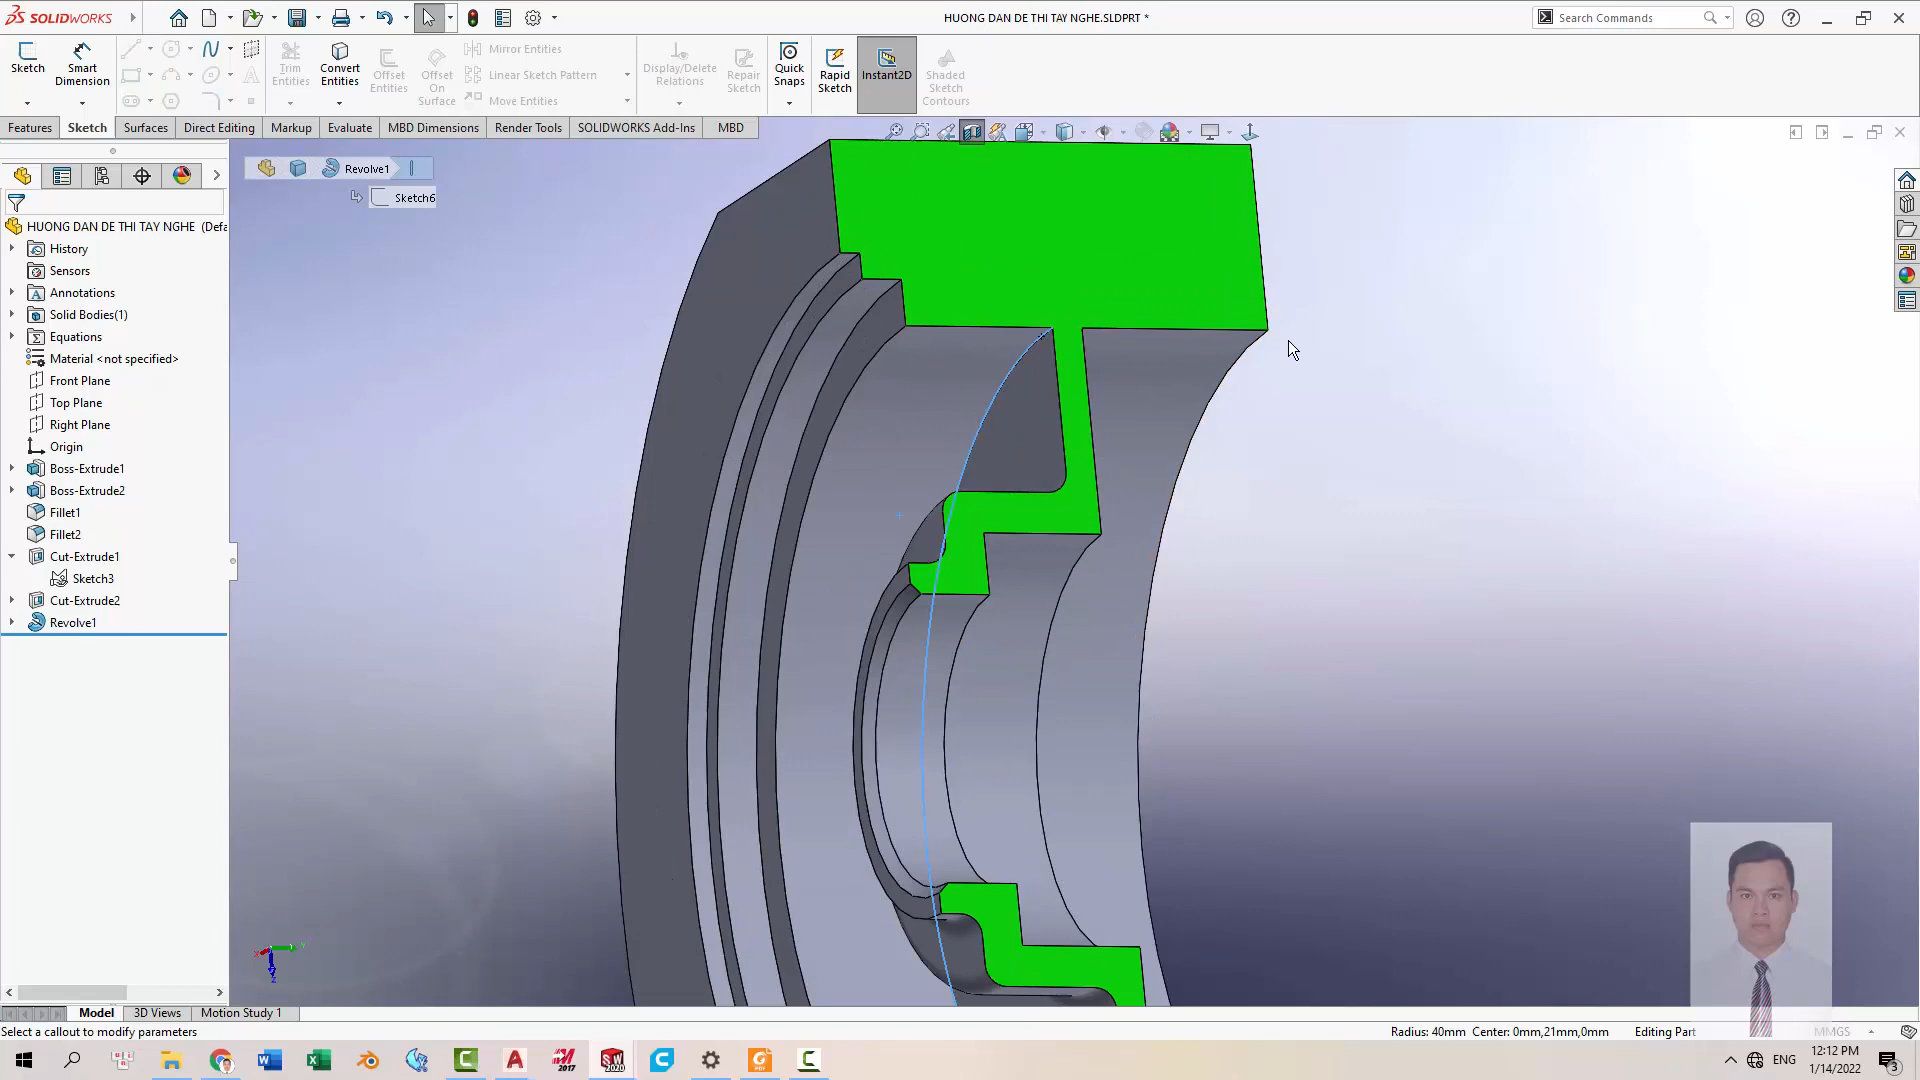 SOLIDWORKS
HUONG DAN DE THI TAY NGHE.SLDPRT *
Search Commands
Sketch
Smart Dimension
Trim Entities
Convert Entities
Offset Entities
Offset On Surface
Mirror Entities
Linear Sketch Pattern
Move Entities
Display/Delete Relations
Repair Sketch
Quick Snaps
Rapid Sketch
Instant2D
Shaded Sketch Contours
Features
Sketch
Surfaces
Direct Editing
Markup
Evaluate
MBD Dimensions
Render Tools
SOLIDWORKS Add-Ins
MBD
Revolve1
Sketch6
HUONG DAN DE THI TAY NGHE (Defa
History
Sensors
Annotations
Solid Bodies(1)
Equations
Material <not specified>
Front Plane
Top Plane
Right Plane
Origin
Boss-Extrude1
Boss-Extrude2
Fillet1
Fillet2
Cut-Extrude1
Sketch3
Cut-Extrude2
Revolve1
Model
3D Views
Motion Study 1
Select a callout to modify parameters
Radius: 40mm Center: 0mm,21mm,0mm
Editing Part
MMGS
ENG
12:12 PM
1/14/2022